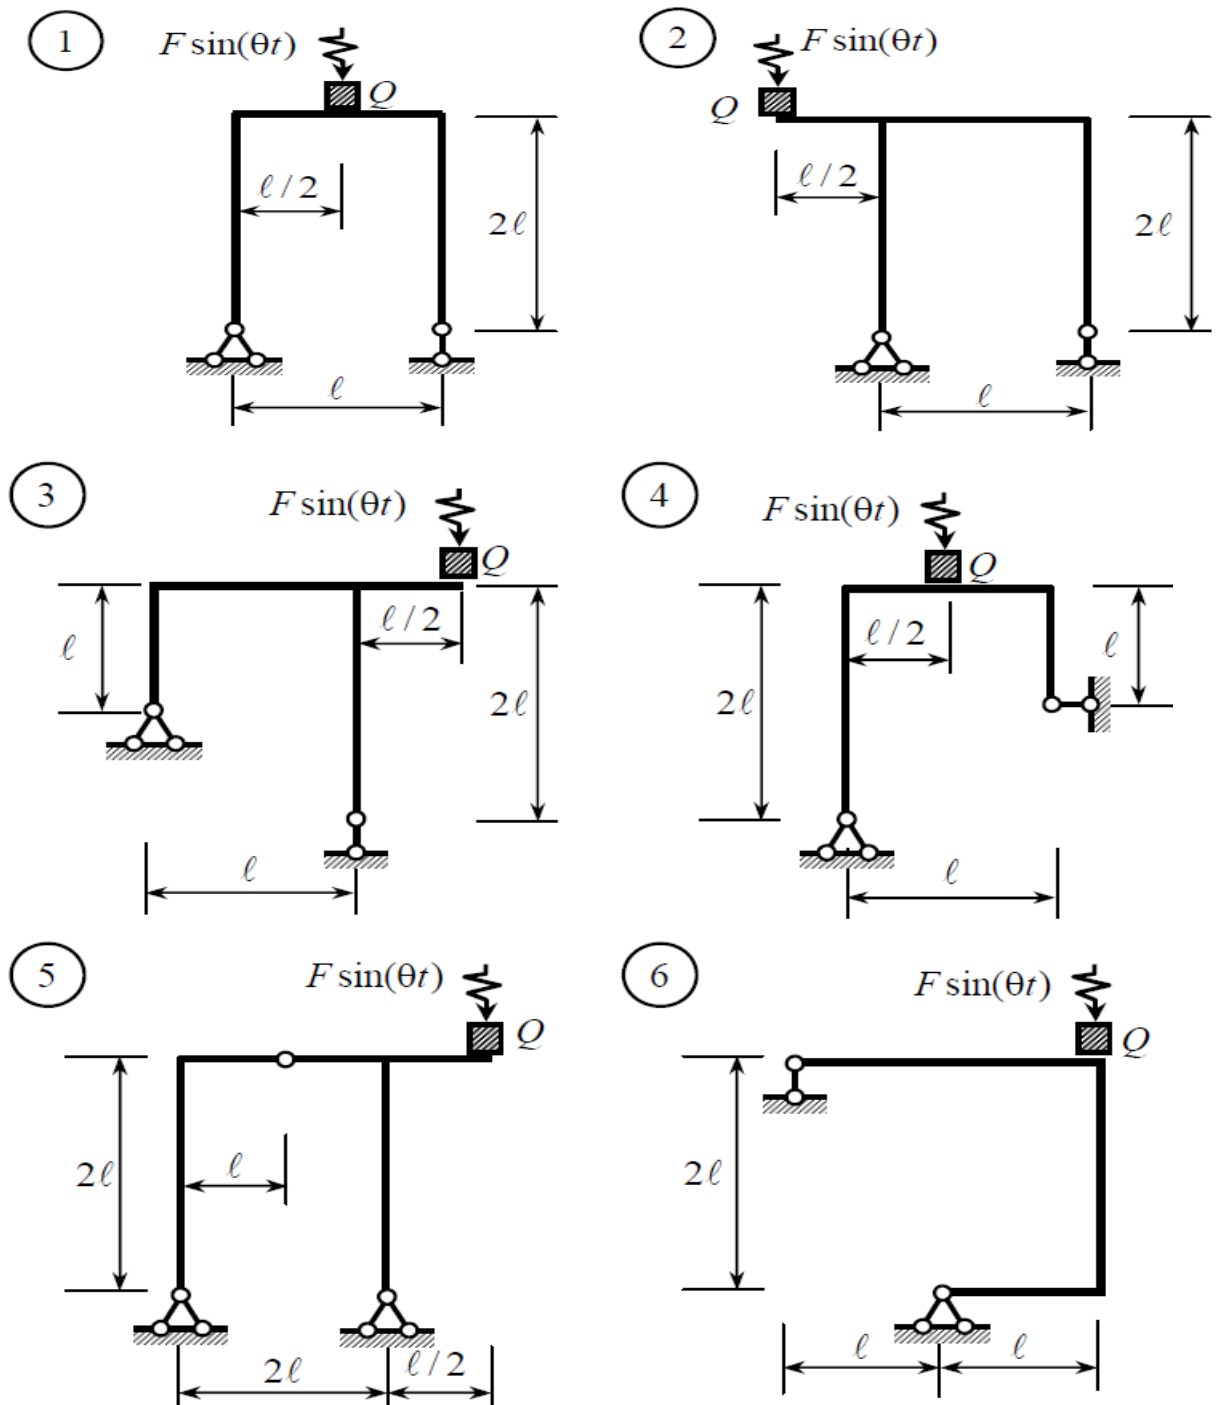 1
F sin(θt)
Q
ℓ/2
2ℓ
ℓ
2
F sin(θt)
Q
ℓ/2
2ℓ
ℓ
3
F sin(θt)
Q
ℓ
ℓ/2
2ℓ
ℓ
4
F sin(θt)
Q
ℓ/2
2ℓ
ℓ
ℓ
5
F sin(θt)
Q
2ℓ
ℓ
2ℓ
ℓ/2
6
F sin(θt)
Q
2ℓ
ℓ
ℓ